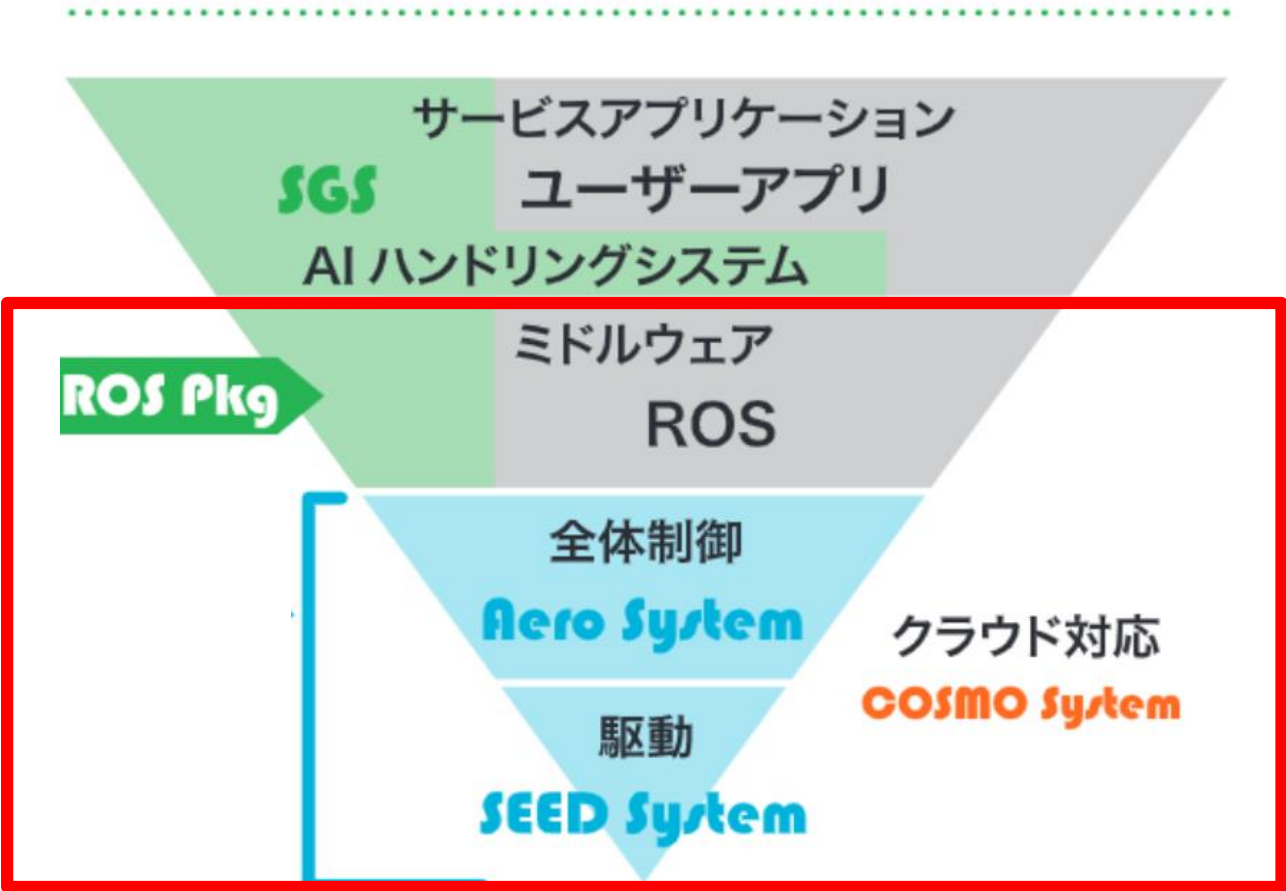 サービスアプリケーション
SGS
ユーザーアプリ
AI ハンドリングシステム
ミドルウェア
ROS Pkg
ROS
全体制御
Aero System
クラウド対応
COSMO System
駆動
SEED System